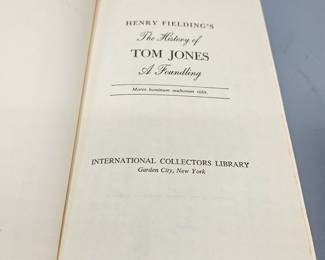 HENRY FIELDING'S
The History of
TOM JONES
A Foundling
Mores hominum multorum vidit.
INTERNATIONAL COLLECTORS LIBRARY
Garden City, New York